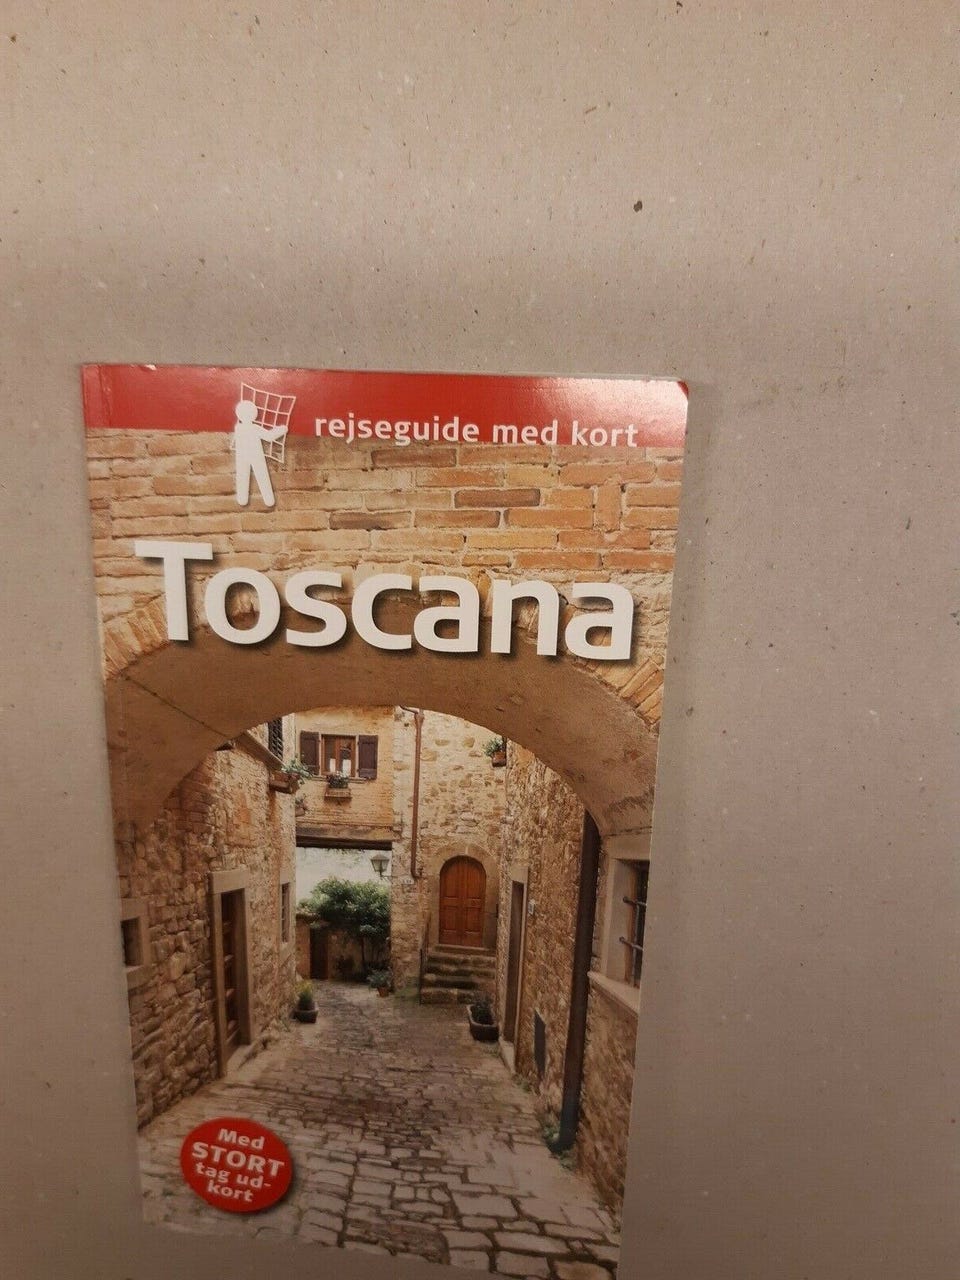 rejseguide med kort
Toscana
Med
STORT
tag ud-
kort